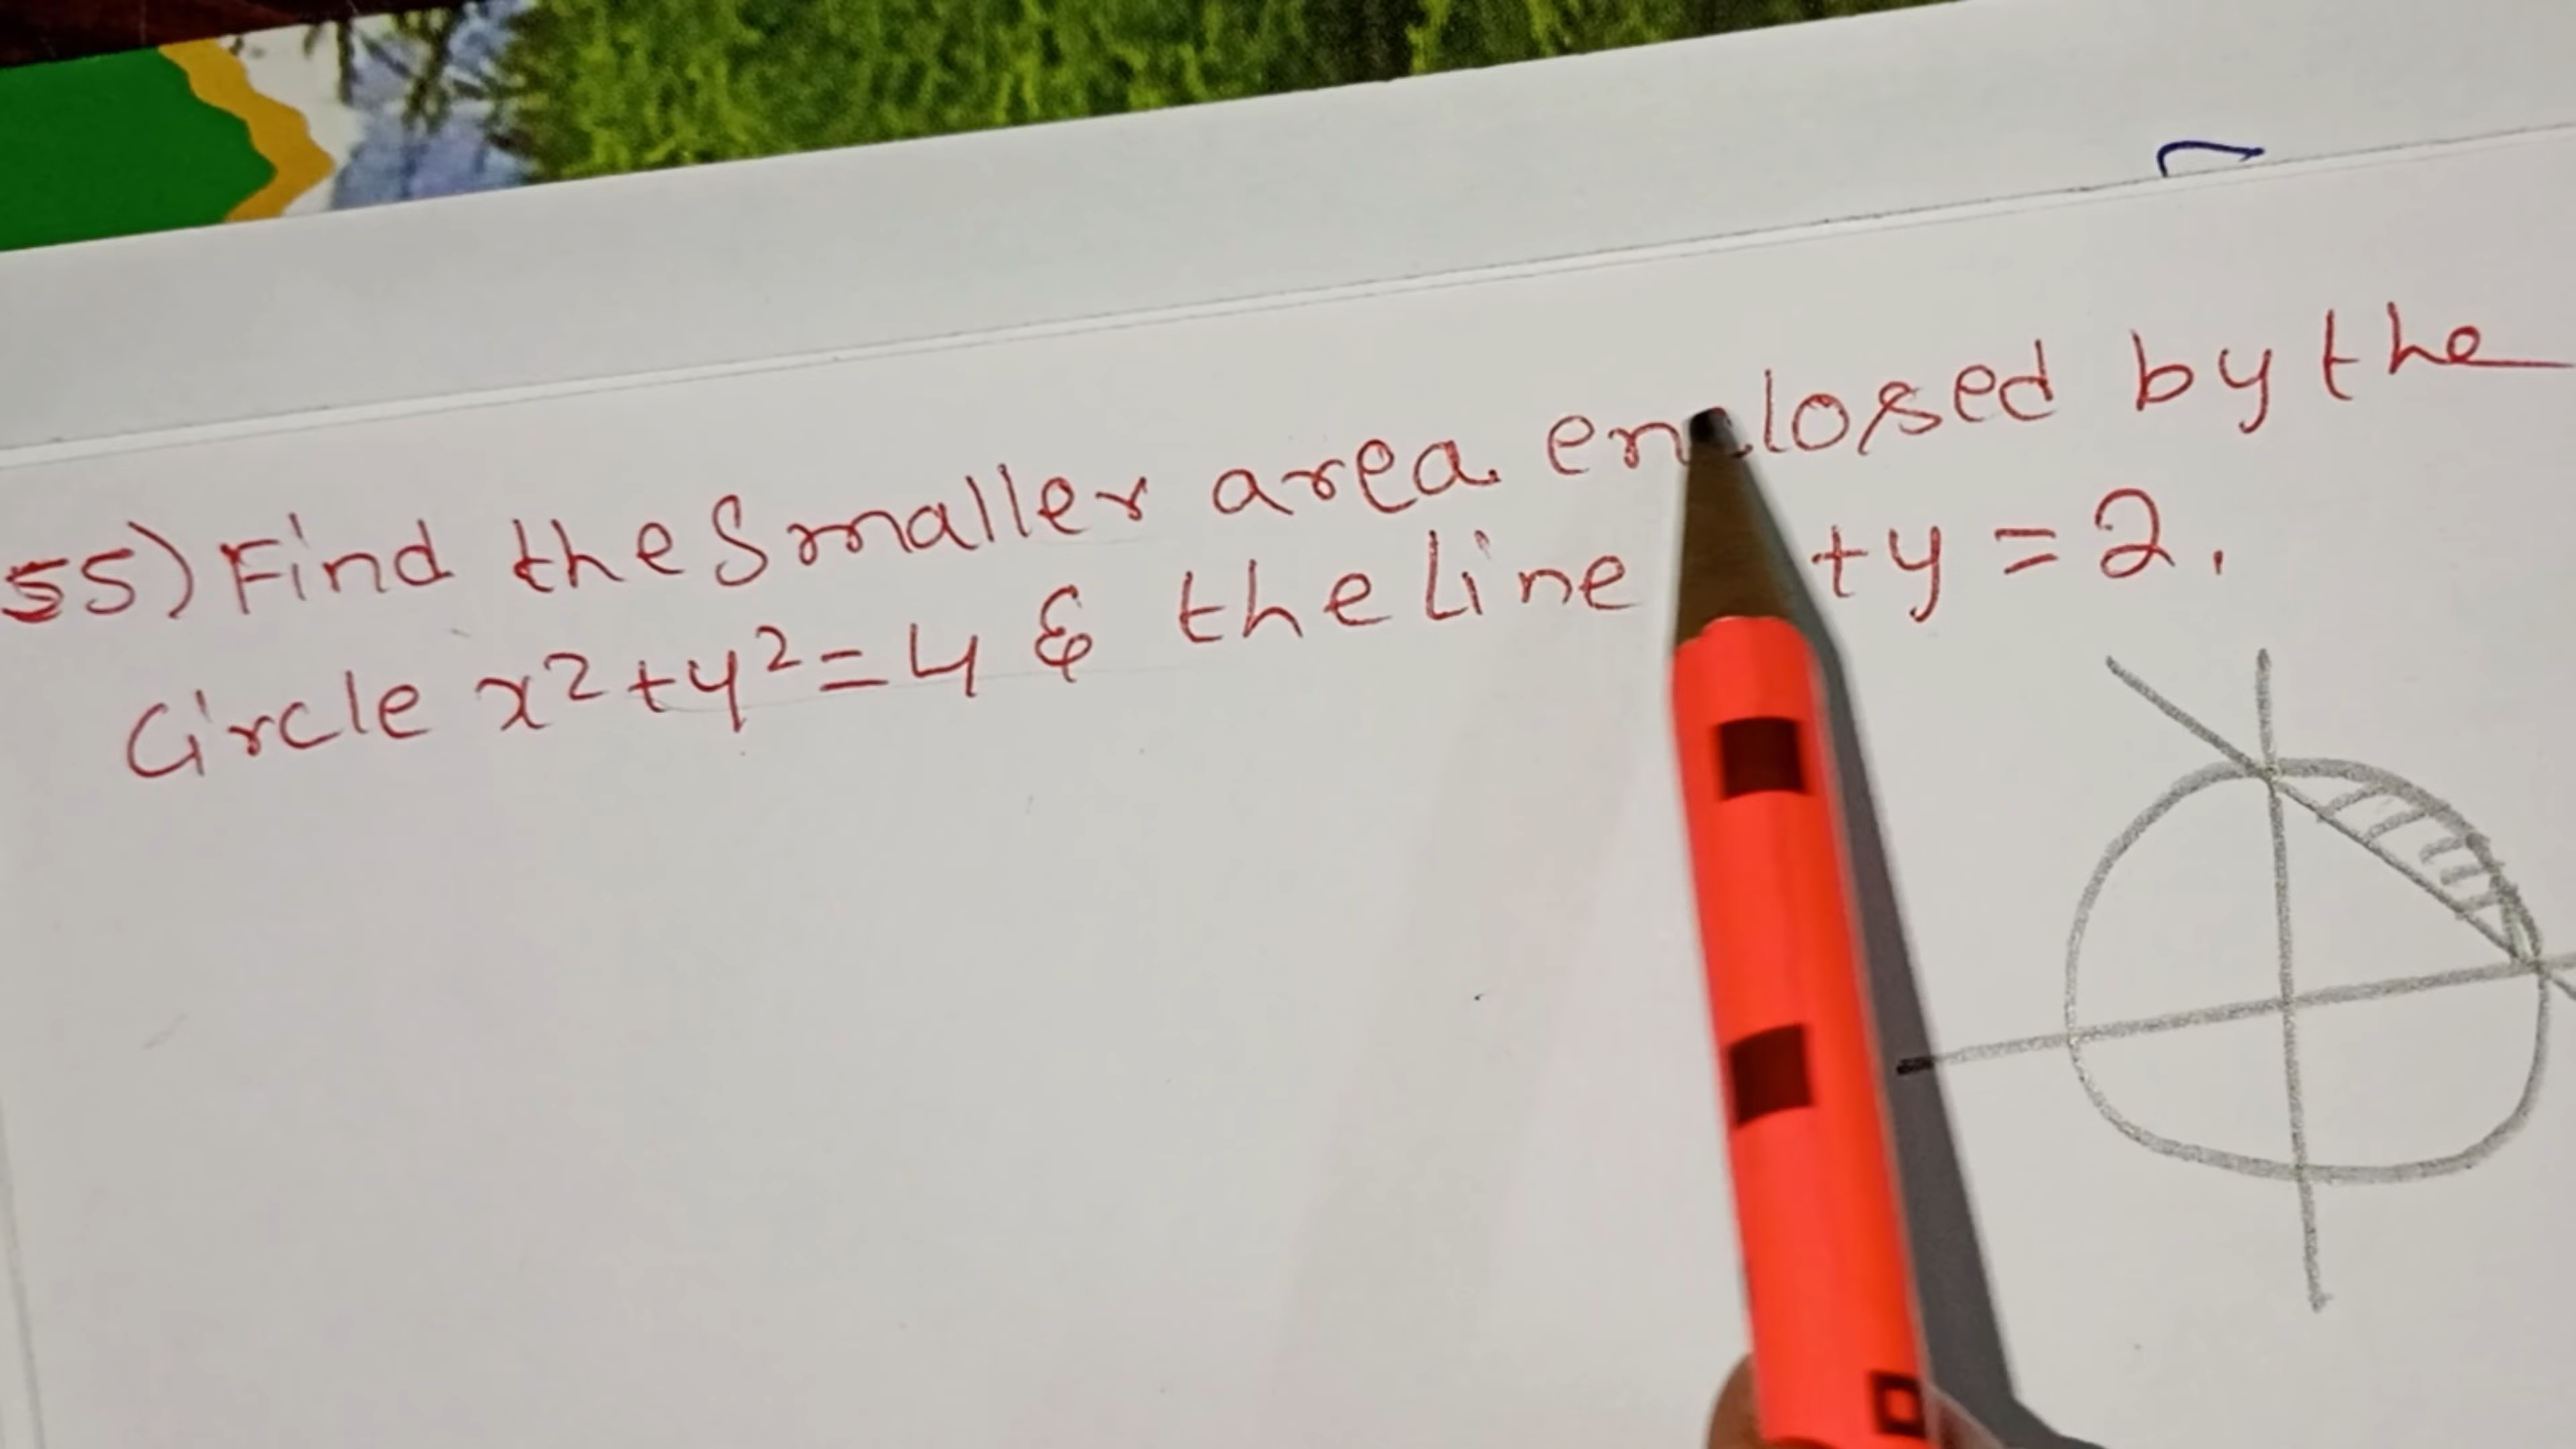 55) Find the Smaller area enclosed by the
Circle x²+y²=4 & the line +y = 2.